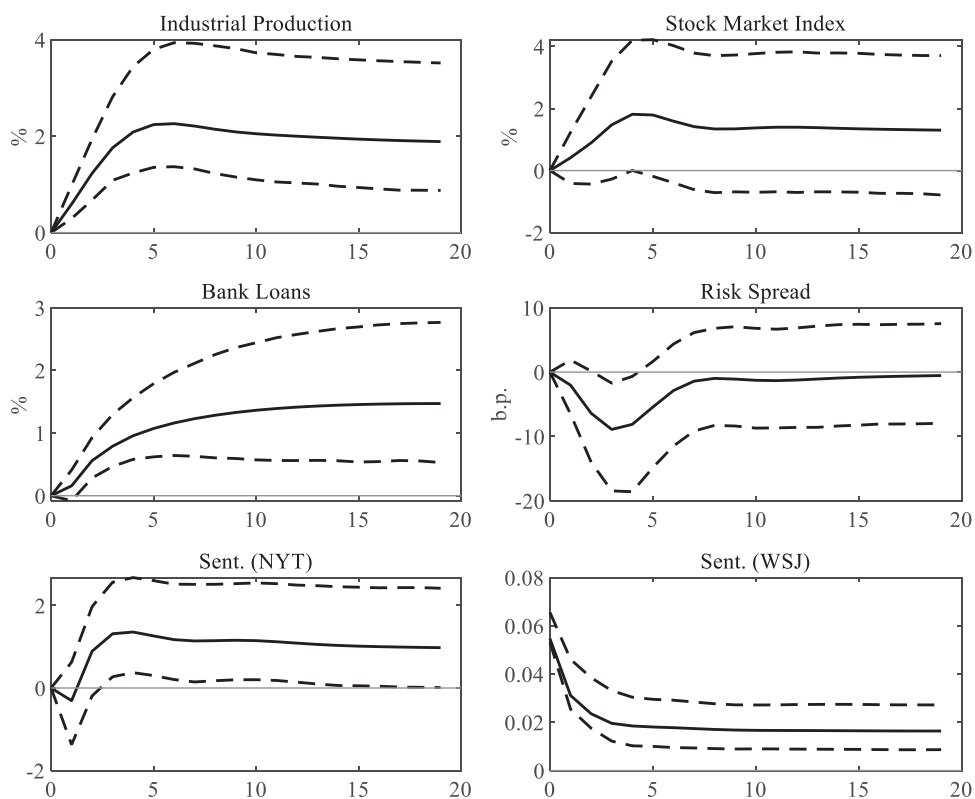 Industrial Production
4
2
0
%
0 5 10 15 20
Stock Market Index
4
2
0
-2
%
0 5 10 15 20
Bank Loans
3
2
1
0
%
0 5 10 15 20
Risk Spread
10
0
-10
-20
b.p.
0 5 10 15 20
Sent. (NYT)
2
0
-2
0 5 10 15 20
Sent. (WSJ)
0.08
0.06
0.04
0.02
0
0 5 10 15 20